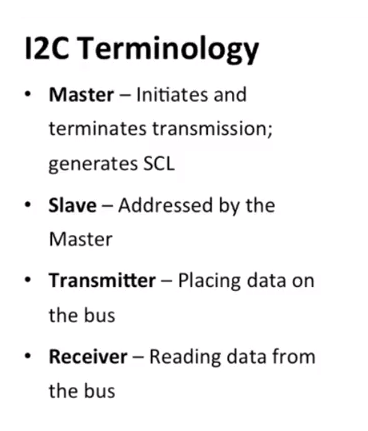 I2C Terminology
• Master – Initiates and
terminates transmission;
generates SCL
• Slave – Addressed by the
Master
• Transmitter – Placing data on
the bus
• Receiver – Reading data from
the bus